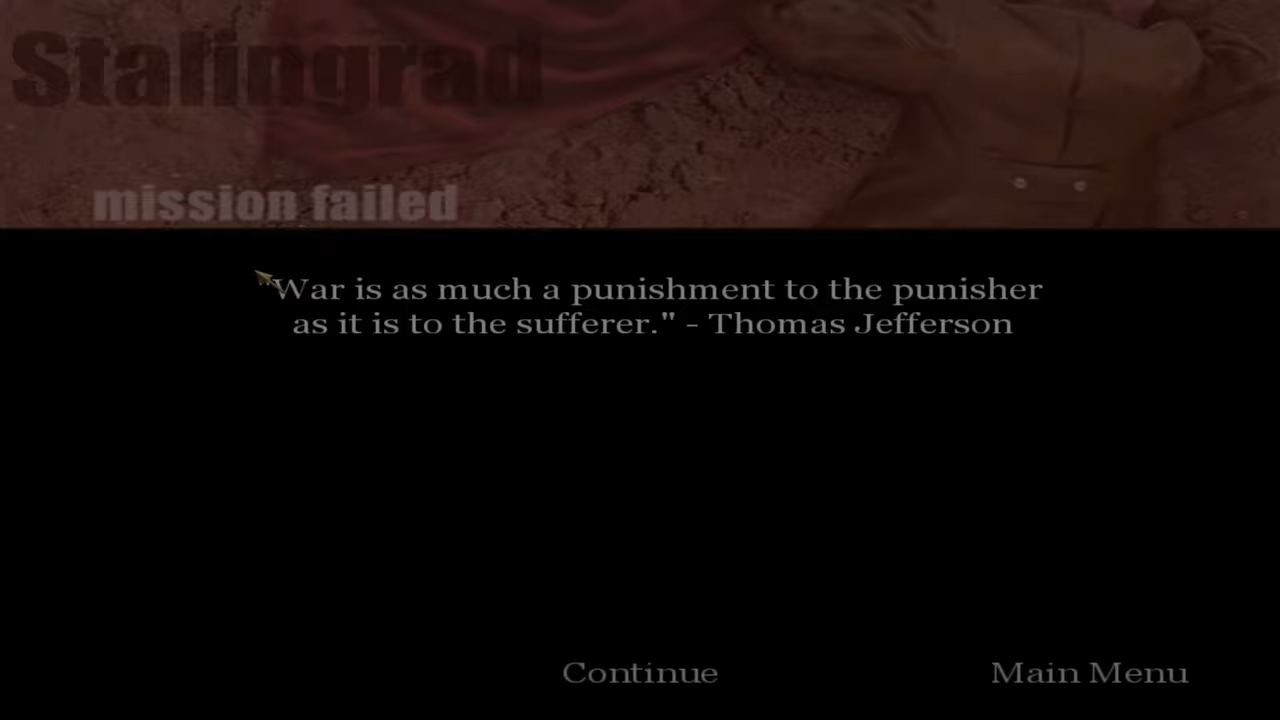 Stalingrad
mission failed
"War is as much a punishment to the punisher
as it is to the sufferer." - Thomas Jefferson
Continue
Main Menu